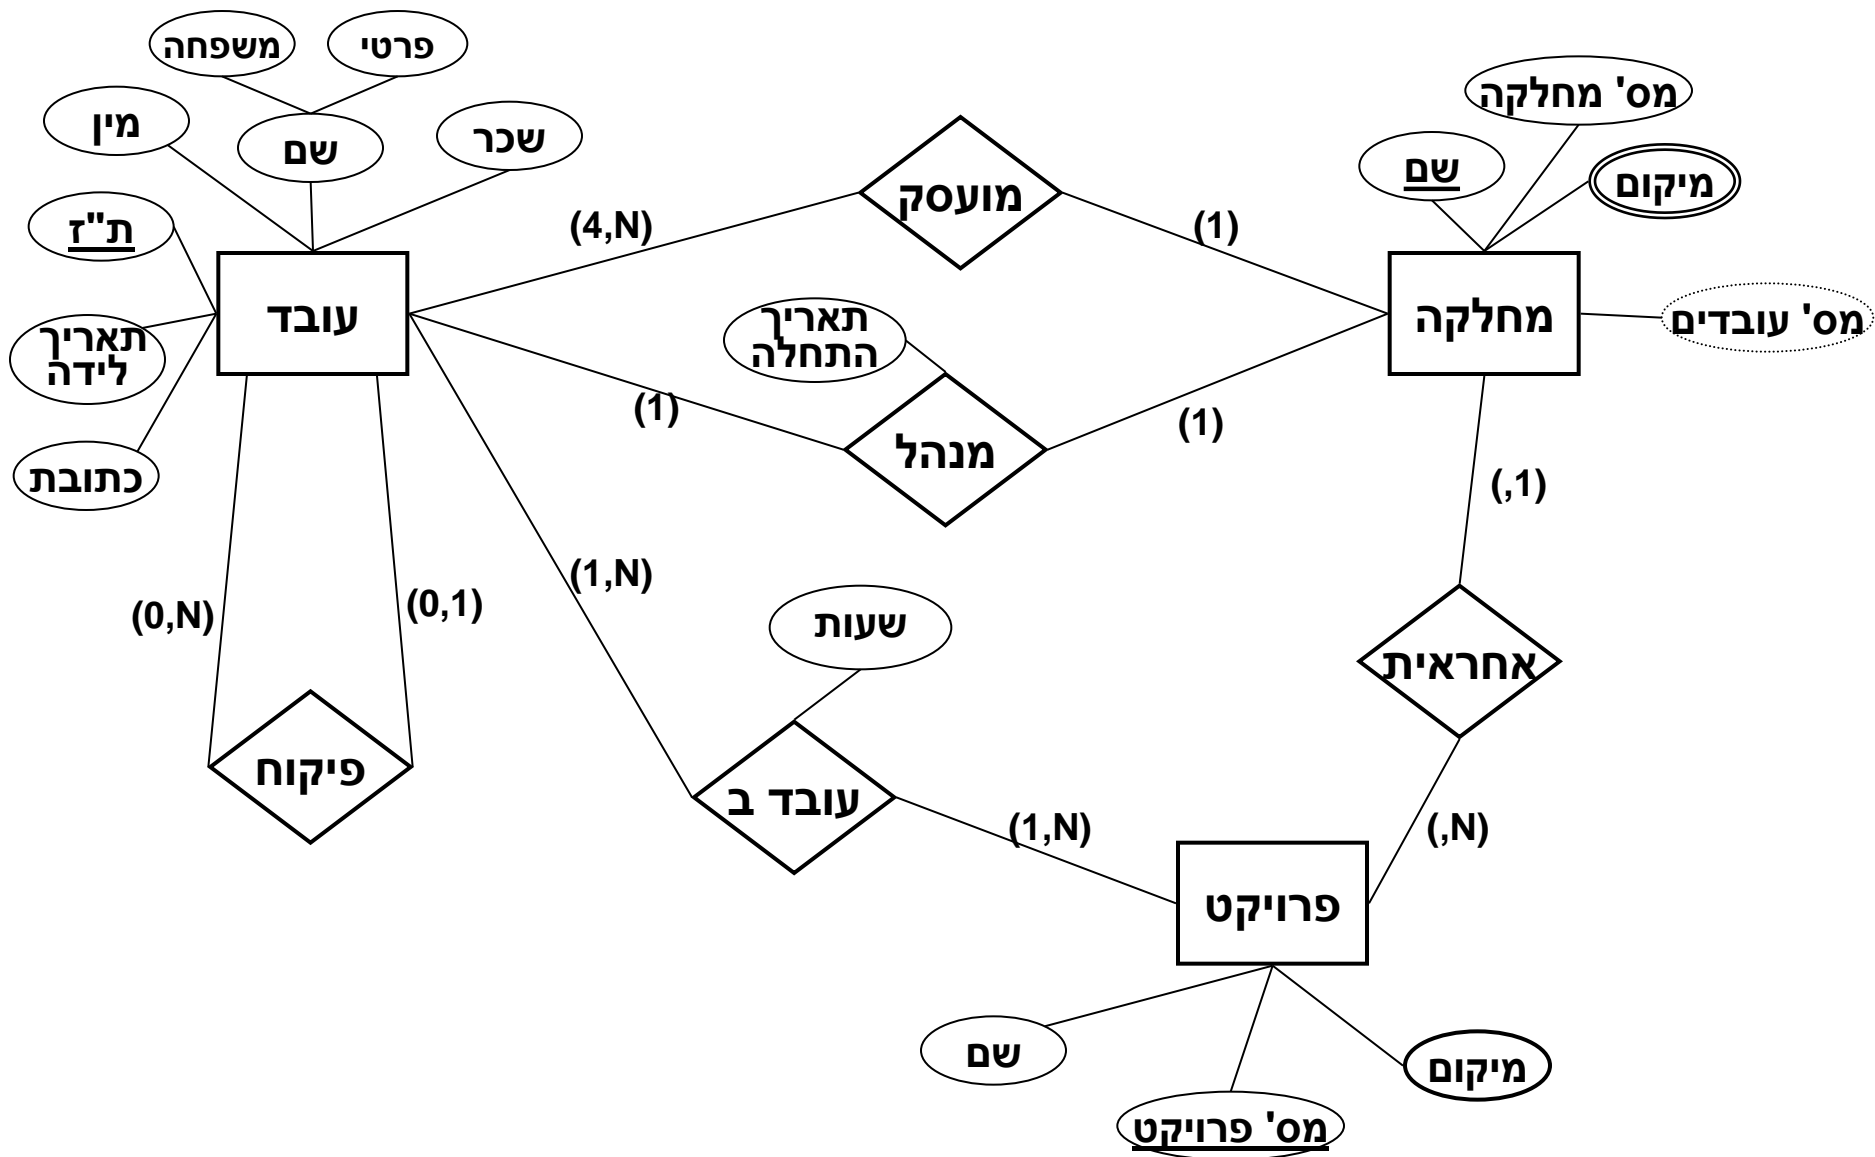 משפחה
פרטי
מין
שם
שכר
ת"ז
תאריך
לידה
כתובת
עובד
(4,N)
מועסק
(1)
מס' מחלקה
שם
מיקום
מחלקה
מס' עובדים
תאריך
התחלה
(1)
מנהל
(1)
(,1)
(0,N)
(0,1)
(1,N)
שעות
אחראית
פיקוח
עובד ב
(1,N)
(,N)
פרויקט
שם
מיקום
מס' פרויקט